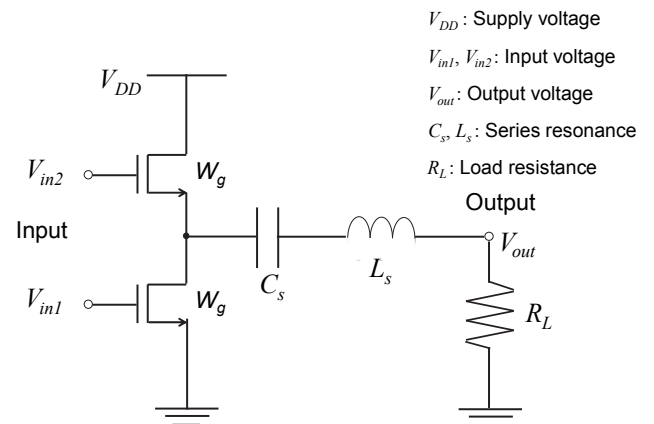 V_DD: Supply voltage
V_in1, V_in2: Input voltage
V_out: Output voltage
C_s, L_s: Series resonance
R_L: Load resistance
V_DD
V_in2
W_g
Input
Output
V_out
C_s
L_s
V_in1
W_g
R_L